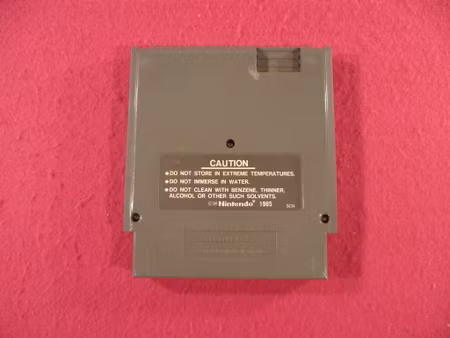 CAUTION
●DO NOT STORE IN EXTREME TEMPERATURES.
●DO NOT IMMERSE IN WATER.
●DO NOT CLEAN WITH BENZENE, THINNER,
ALCOHOL OR OTHER SUCH SOLVENTS.
Nintendo® 1985